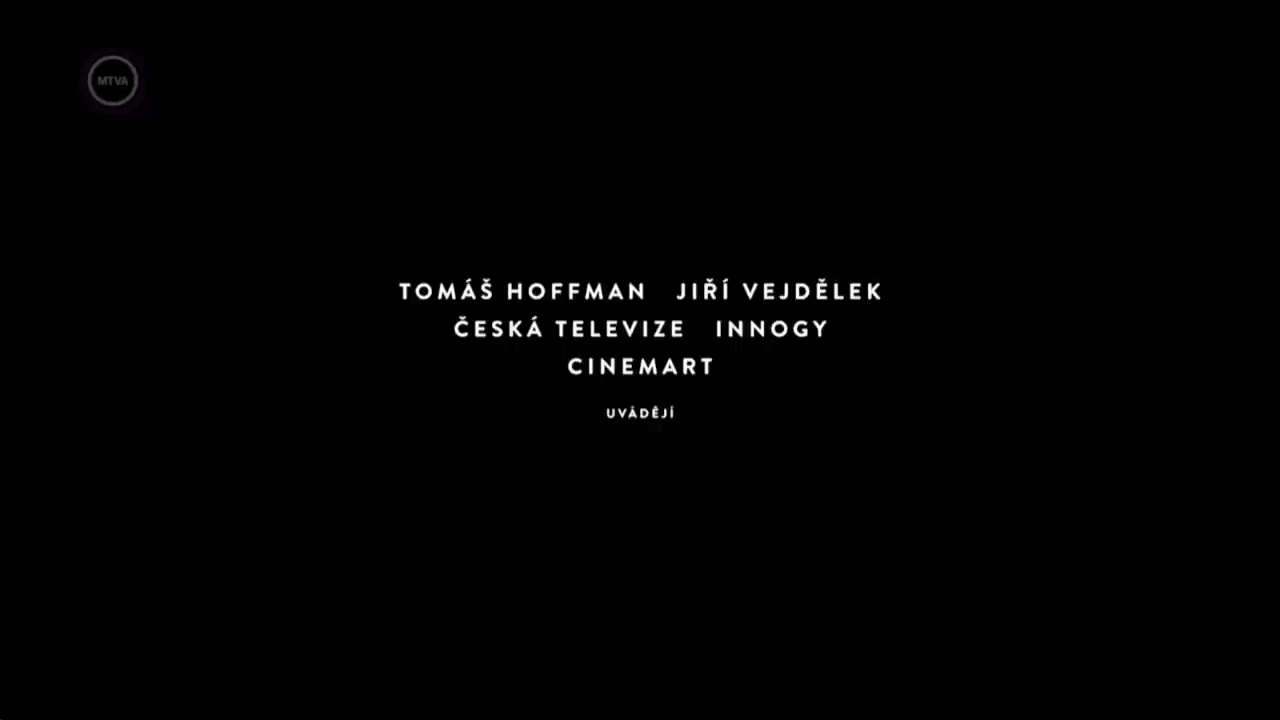 MTVA
TOMÁŠ HOFFMAN JIŘÍ VEJDĚLEK
ČESKÁ TELEVIZE INNOGY
CINEMART
UVÁDĚJÍ